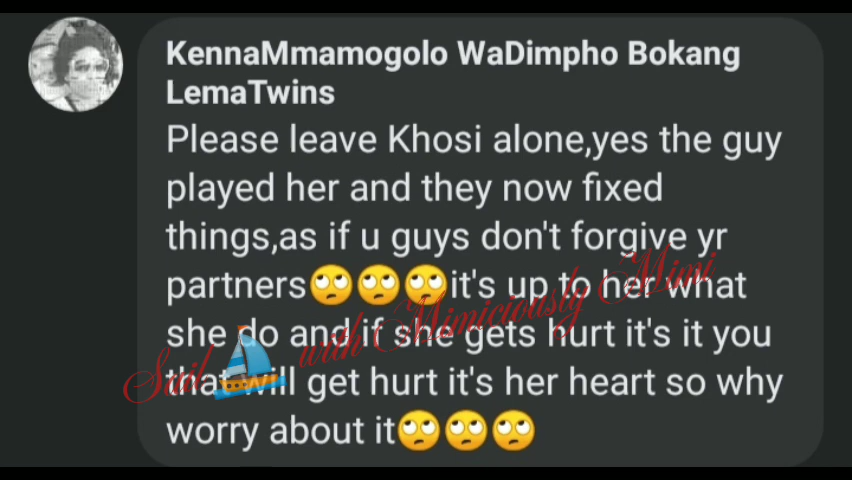 KennaMmamogolo WaDimpho Bokang
LemaTwins
Please leave Khosi alone,yes the guy
played her and they now fixed
things,as if u guys don't forgive yr
partners🙄🙄🙄it's up to her what
she do and if she gets hurt it's it you
that will get hurt it's her heart so why
worry about it🙄🙄🙄
Sail ⛵ with Mimiciously Mimi